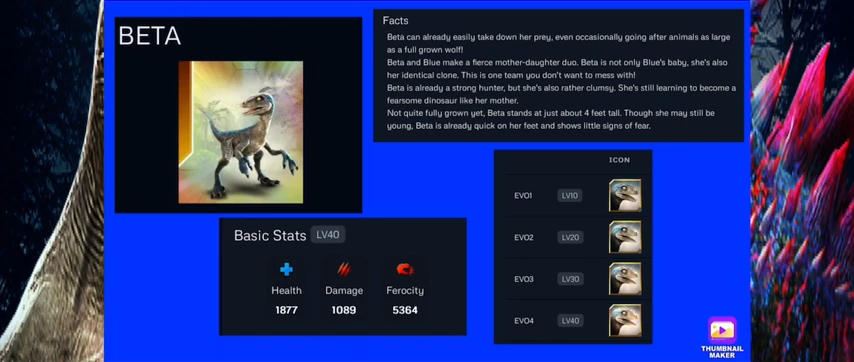 BETA
Facts
Beta can already easily take down her prey, even occasionally going after animals as large
as a full grown wolf!
Beta and Blue make a fierce mother-daughter duo. Beta is not only Blue's baby, she's also
her identical clone. This is one team you don't want to mess with!
Beta is already a strong hunter, but she's also rather clumsy. She's still learning to become a
fearsome dinosaur like her mother.
Not quite fully grown yet, Beta stands at just about 4 feet tall. Though she may still be
young, Beta is already quick on her feet and shows little signs of fear.
Basic Stats LV40
Health Damage Ferocity
1877 1089 5364
ICON
EVO1 LV10
EVO2 LV20
EVO3 LV30
EVO4 LV40
THUMBNAIL
MAKER